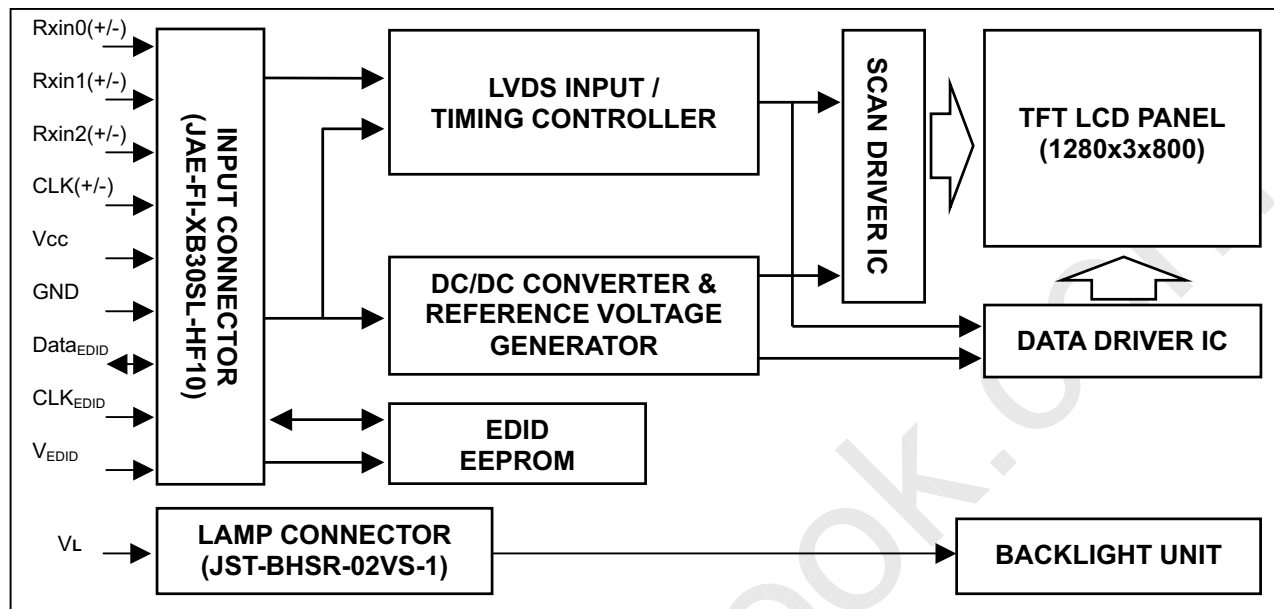 Rxin0(+/-)
Rxin1(+/-)
Rxin2(+/-)
CLK(+/-)
Vcc
GND
DataEDID
CLKEDID
VEDID
VL
INPUT CONNECTOR
(JAE-FI-XB30SL-HF10)
LVDS INPUT /
TIMING CONTROLLER
DC/DC CONVERTER &
REFERENCE VOLTAGE
GENERATOR
EDID
EEPROM
LAMP CONNECTOR
(JST-BHSR-02VS-1)
SCAN DRIVER IC
TFT LCD PANEL
(1280x3x800)
DATA DRIVER IC
BACKLIGHT UNIT
ook.com